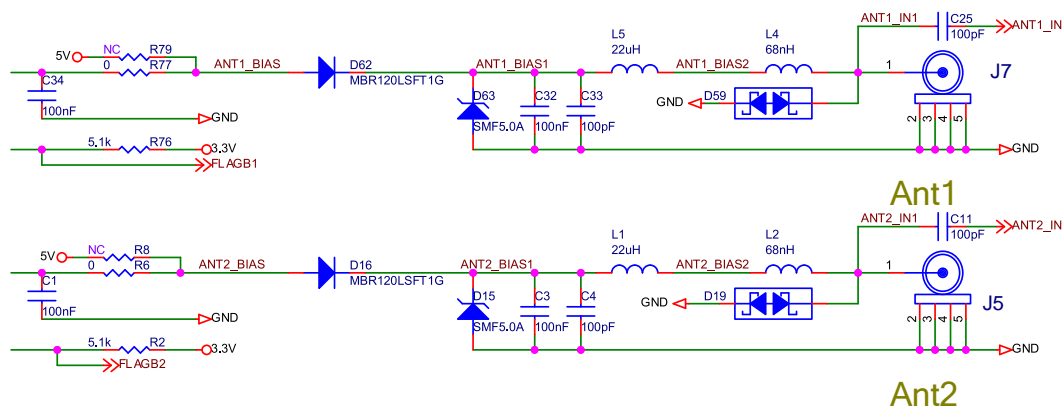 ANT1_IN1 C25 ANT1_IN
100pF
NC R79
5V
0 R77 ANT1_BIAS D62 ANT1_BIAS1 L5 22uH ANT1_BIAS2 L4 68nH 1 J7
MBR120LSFT1G
C34
100nF
GND
D63 C32 C33 GND D59
SMF5.0A 100nF 100pF
2 3 4 5
5.1k R76 3.3V GND
FLAGB1
Ant1
ANT2_IN1 C11 ANT2_IN
100pF
NC R8
5V
0 R6 ANT2_BIAS D16 ANT2_BIAS1 L1 22uH ANT2_BIAS2 L2 68nH 1 J5
MBR120LSFT1G
C1
100nF
GND
D15 C3 C4 GND D19
SMF5.0A 100nF 100pF
2 3 4 5
5.1k R2 3.3V GND
FLAGB2
Ant2